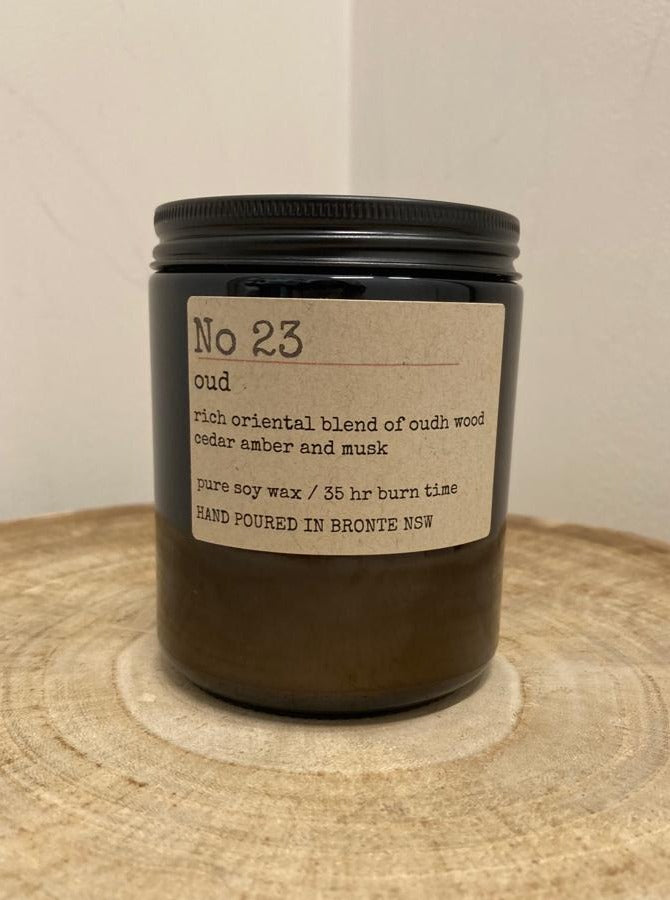 No 23
oud
rich oriental blend of oudh wood
cedar amber and musk
pure soy wax / 35 hr burn time
HAND POURED IN BRONTE NSW